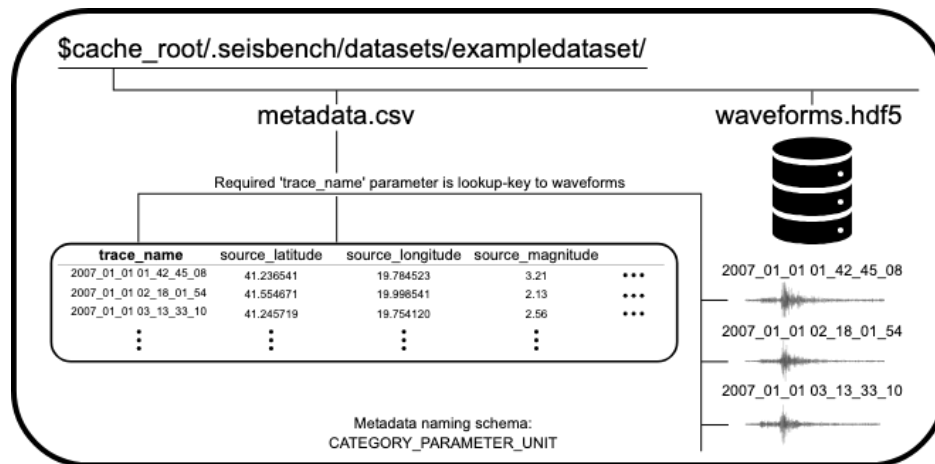 $cache_root/.seisbench/datasets/exampledataset/
metadata.csv
waveforms.hdf5
Required 'trace_name' parameter is lookup-key to waveforms
trace_name source_latitude source_longitude source_magnitude
2007_01_01 01_42_45_08 41.236541 19.784523 3.21 •••
2007_01_01 02_18_01_54 41.554671 19.998541 2.13 •••
2007_01_01 03_13_33_10 41.245719 19.754120 2.56 •••
2007_01_01 01_42_45_08
2007_01_01 02_18_01_54
2007_01_01 03_13_33_10
Metadata naming schema:
CATEGORY_PARAMETER_UNIT